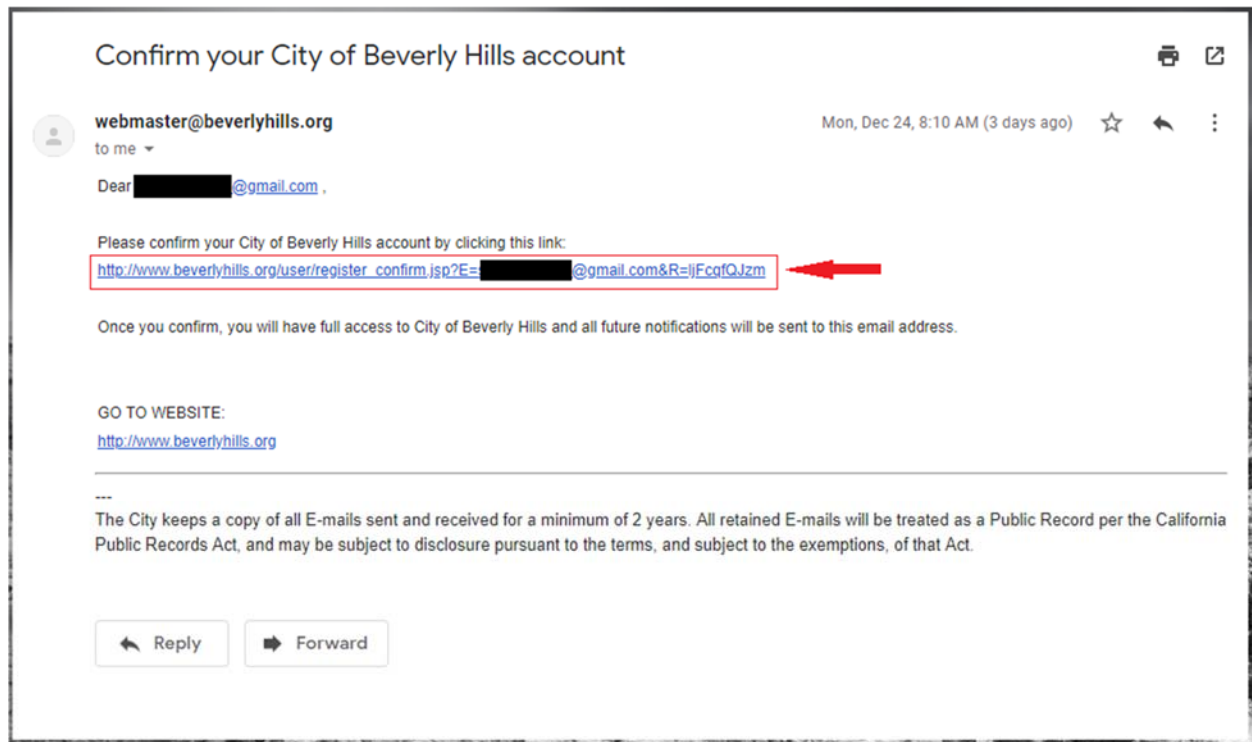 Confirm your City of Beverly Hills account
webmaster@beverlyhills.org
Mon, Dec 24, 8:10 AM (3 days ago)
to me
Dear @gmail.com ,
Please confirm your City of Beverly Hills account by clicking this link:
http://www.beverlyhills.org/user/register_confirm.jsp?E= @gmail.com&R=ljFcqfQJzm
Once you confirm, you will have full access to City of Beverly Hills and all future notifications will be sent to this email address.
GO TO WEBSITE:
http://www.beverlyhills.org
---
The City keeps a copy of all E-mails sent and received for a minimum of 2 years. All retained E-mails will be treated as a Public Record per the California
Public Records Act, and may be subject to disclosure pursuant to the terms, and subject to the exemptions, of that Act.
Reply Forward